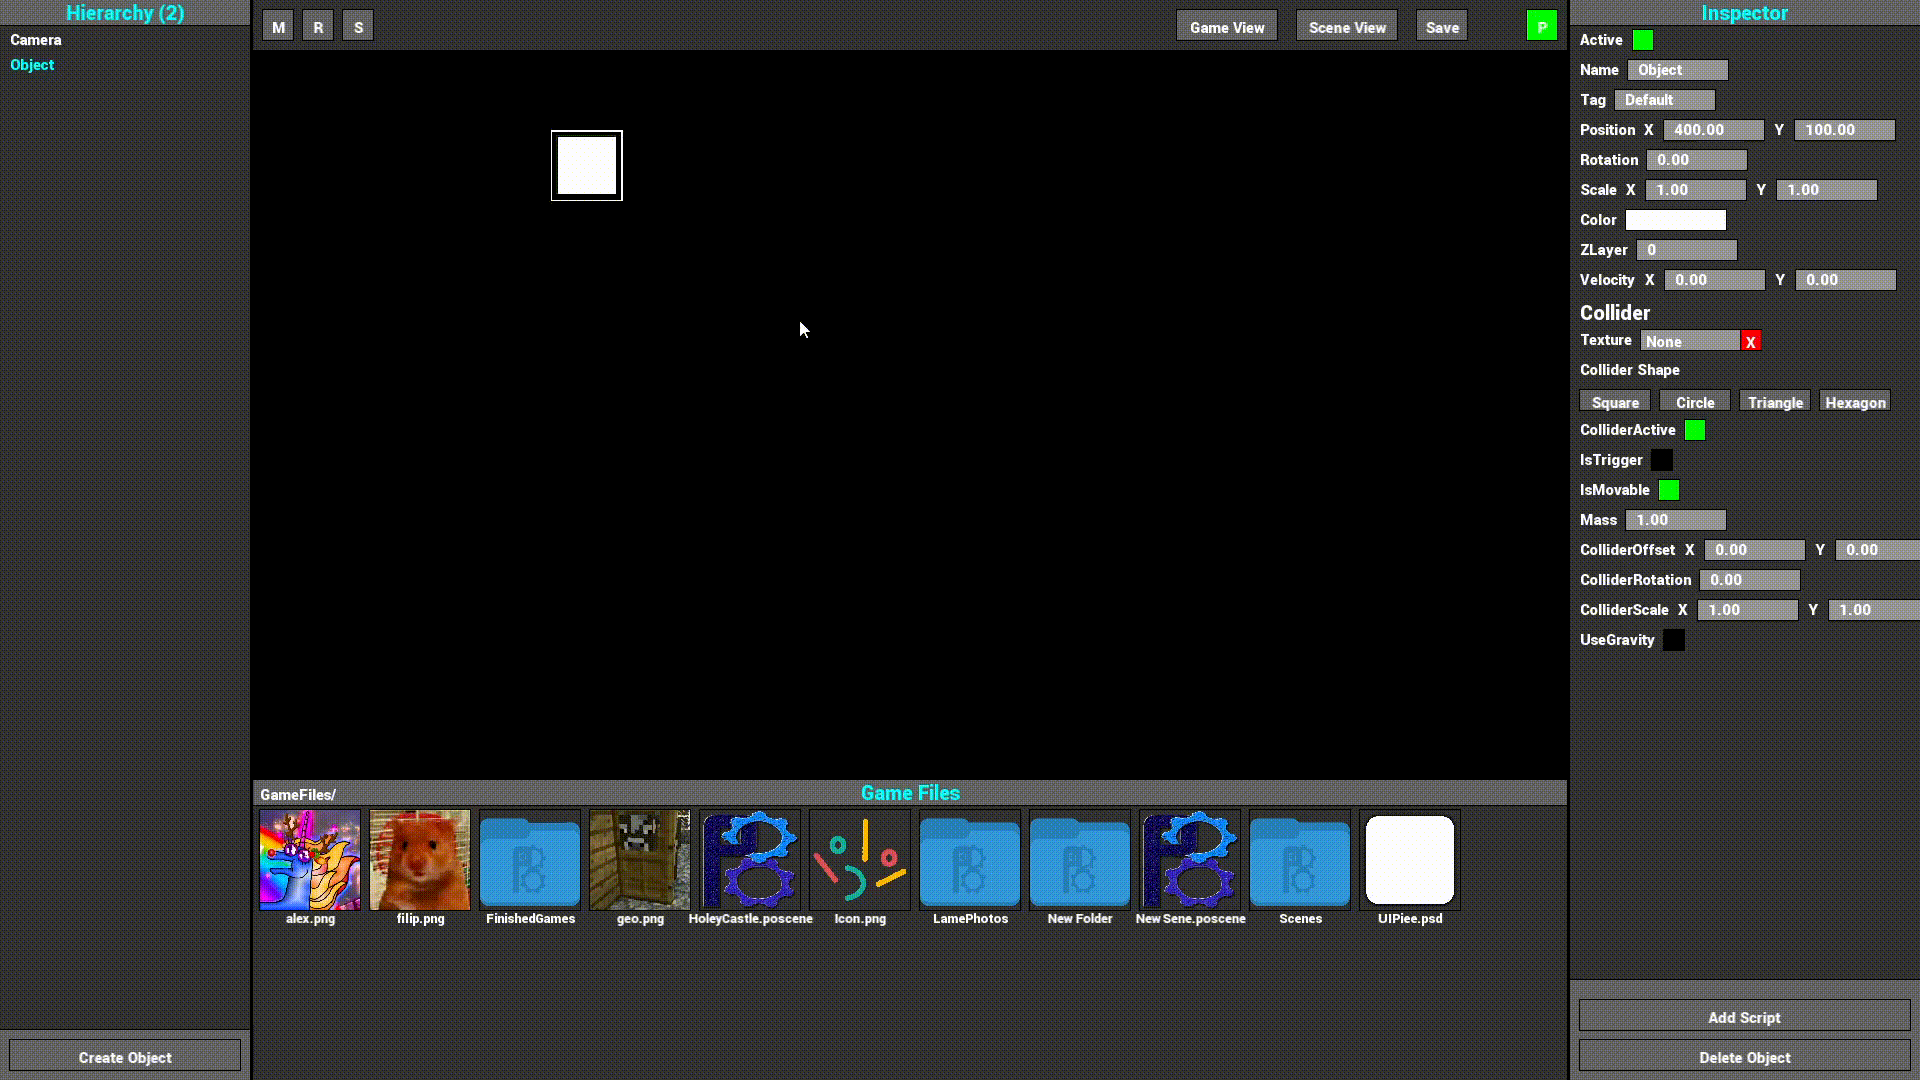 Hierarchy (2)
Camera
Object
Create Object
M R S
Game View Scene View Save P
GameFiles/
Game Files
alex.png filip.png FinishedGames geo.png HoleyCastle.poscene Icon.png LamePhotos New Folder New Sene.poscene Scenes UIPiee.psd
Inspector
Active
Name Object
Tag Default
Position X 400.00 Y 100.00
Rotation 0.00
Scale X 1.00 Y 1.00
Color
ZLayer 0
Velocity X 0.00 Y 0.00
Collider
Texture None X
Collider Shape
Square Circle Triangle Hexagon
ColliderActive
IsTrigger
IsMovable
Mass 1.00
ColliderOffset X 0.00 Y 0.00
ColliderRotation 0.00
ColliderScale X 1.00 Y 1.00
UseGravity
Add Script
Delete Object